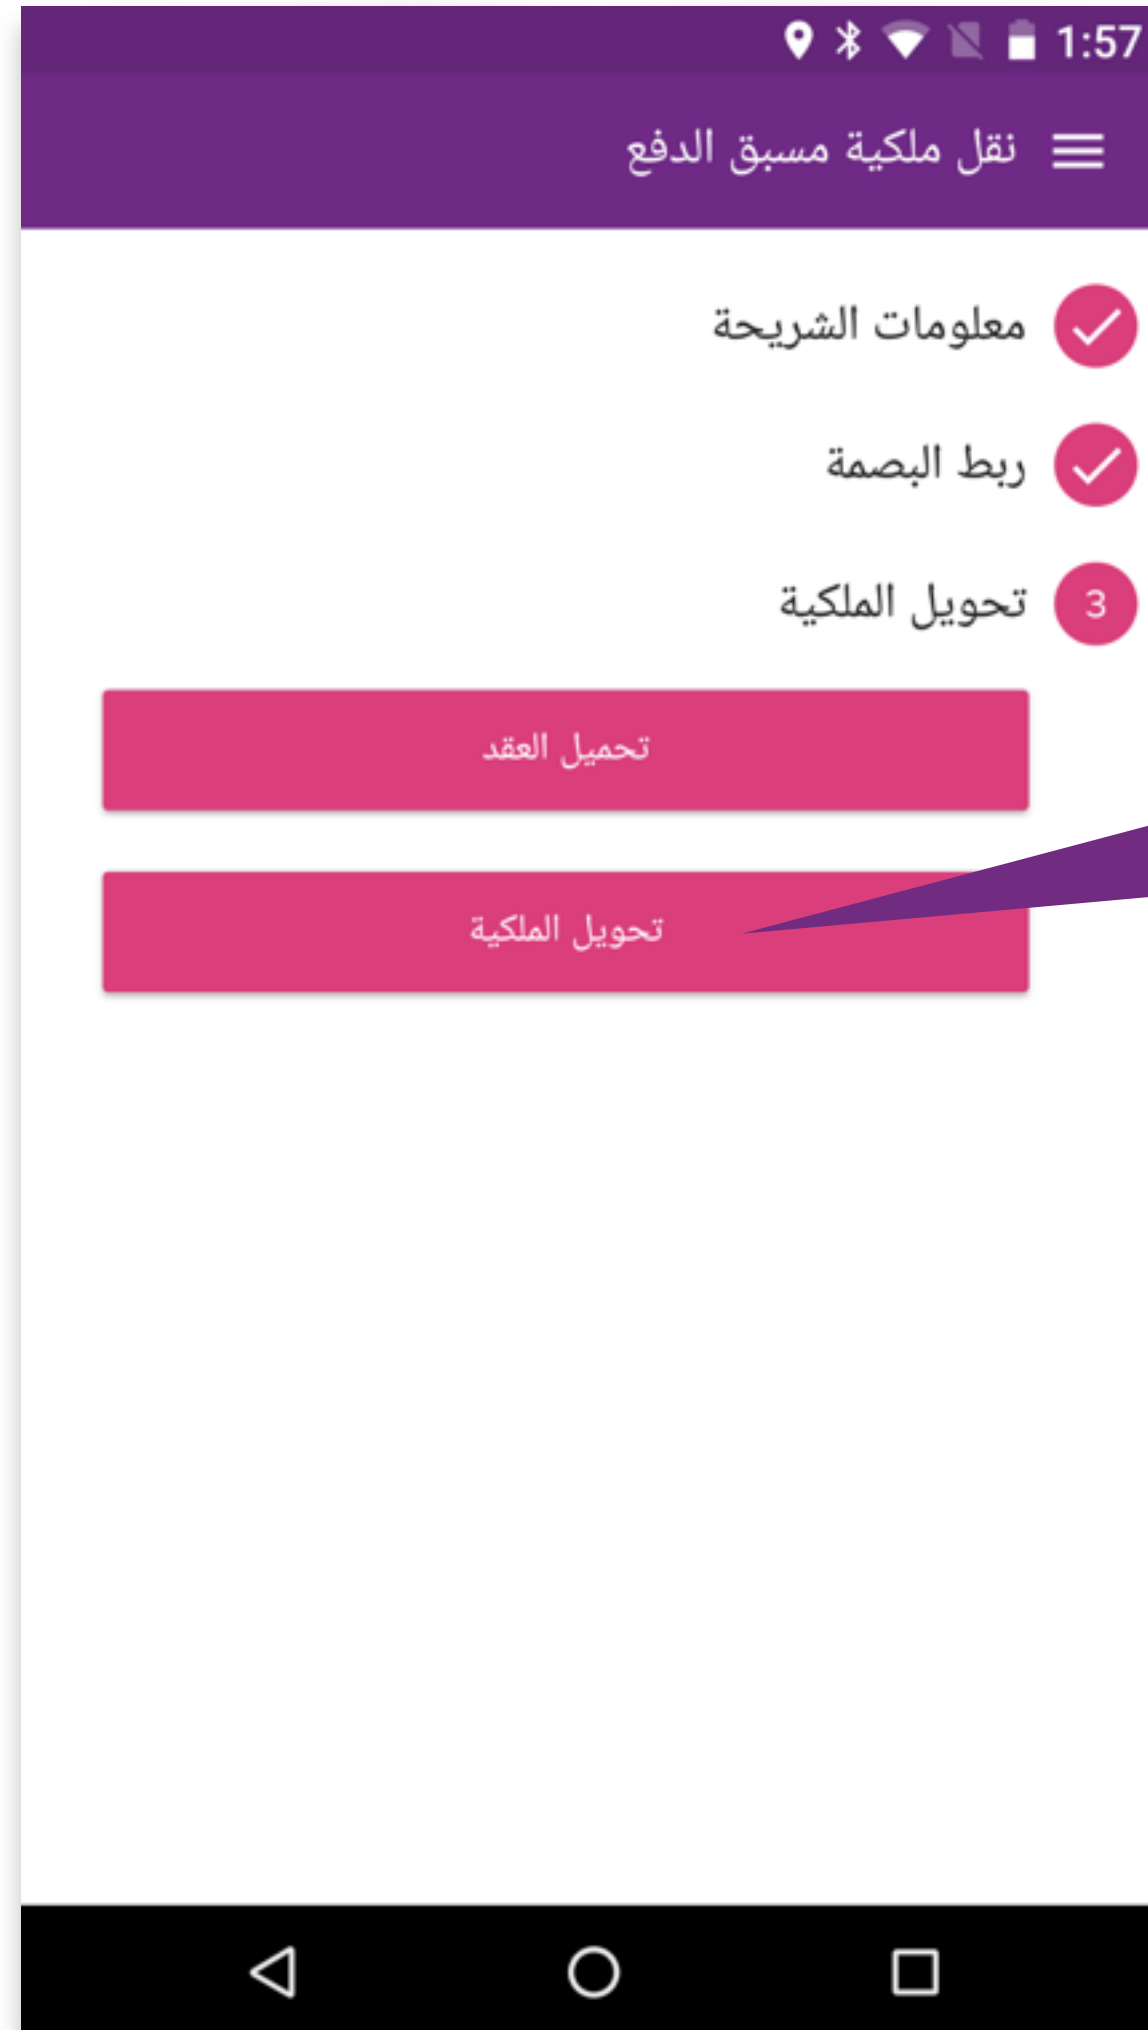 1:57
نقل ملكية مسبق الدفع
معلومات الشريحة
ربط البصمة
3 تحويل الملكية
تحميل العقد
تحويل الملكية